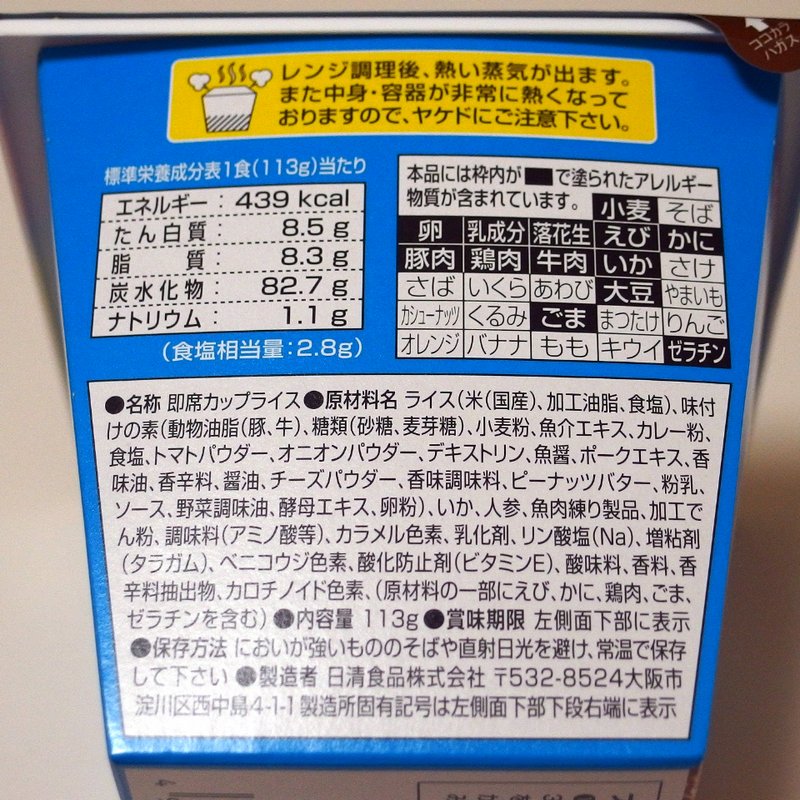 ココカラ
ハガス
レンジ調理後、熱い蒸気が出ます。
また中身・容器が非常に熱くなって
おりますので、ヤケドにご注意下さい。
標準栄養成分表1食(113g)当たり
エネルギー：439 kcal
たん白質：8.5 g
脂質：8.3 g
炭水化物：82.7 g
ナトリウム：1.1 g
(食塩相当量：2.8g)
本品には枠内が■で塗られたアレルギー
物質が含まれています。 小麦 そば
卵 乳成分 落花生 えび かに
豚肉 鶏肉 牛肉 いか さけ
さば いくら あわび 大豆 やまいも
カシューナッツ くるみ ごま まつたけ りんご
オレンジ バナナ もも キウイ ゼラチン
●名称 即席カップライス●原材料名 ライス(米(国産)、加工油脂、食塩)、味付
けの素(動物油脂(豚、牛)、糖類(砂糖、麦芽糖)、小麦粉、魚介エキス、カレー粉、
食塩、トマトパウダー、オニオンパウダー、デキストリン、魚醤、ポークエキス、香
味油、香辛料、醤油、チーズパウダー、香味調味料、ピーナッツバター、粉乳、
ソース、野菜調味油、酵母エキス、卵粉)、いか、人参、魚肉練り製品、加工で
ん粉、調味料(アミノ酸等)、カラメル色素、乳化剤、リン酸塩(Na)、増粘剤
(タラガム)、ベニコウジ色素、酸化防止剤(ビタミンE)、酸味料、香料、香
辛料抽出物、カロチノイド色素、(原材料の一部にえび、かに、鶏肉、ごま、
ゼラチンを含む)●内容量 113g●賞味期限 左側面下部に表示
●保存方法 においが強いもののそばや直射日光を避け、常温で保存
して下さい●製造者 日清食品株式会社 〒532-8524大阪市
淀川区西中島4-1-1 製造所固有記号は左側面下部下段右端に表示